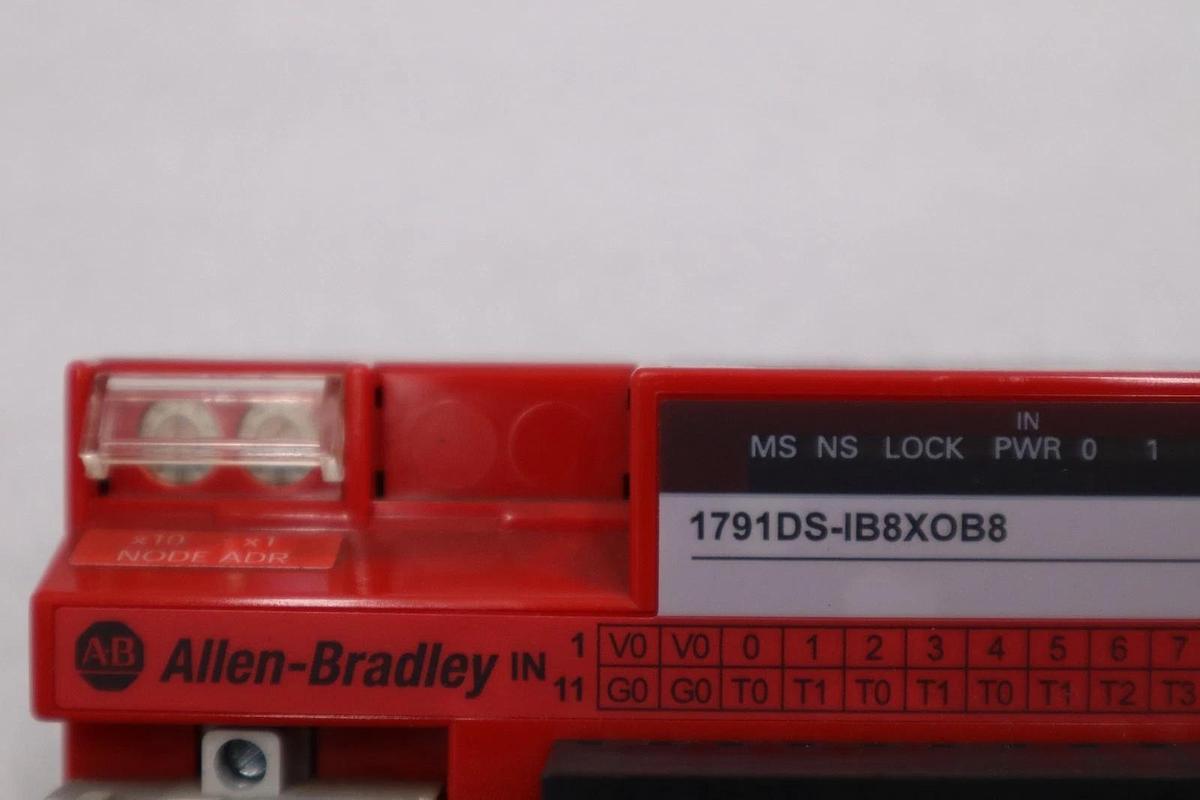 IN
MS NS LOCK PWR 0 1
1791DS-IB8XOB8
x10 x1
NODE ADR
A-B Allen-Bradley IN
1 V0 V0 0 1 2 3 4 5 6 7
11 G0 G0 T0 T1 T0 T1 T0 T1 T2 T3